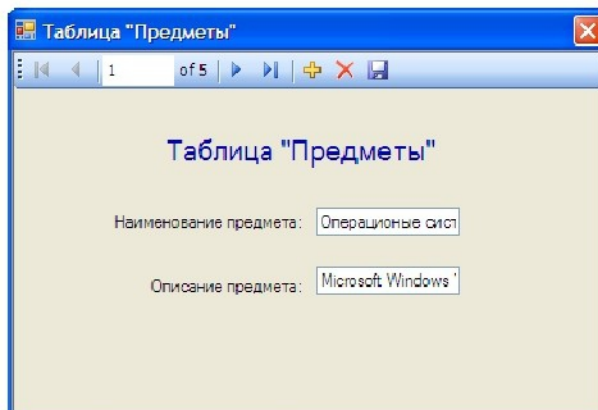 Таблица "Предметы"
1 of 5
Таблица "Предметы"
Наименование предмета: Операционые сист
Описание предмета: Microsoft Windows